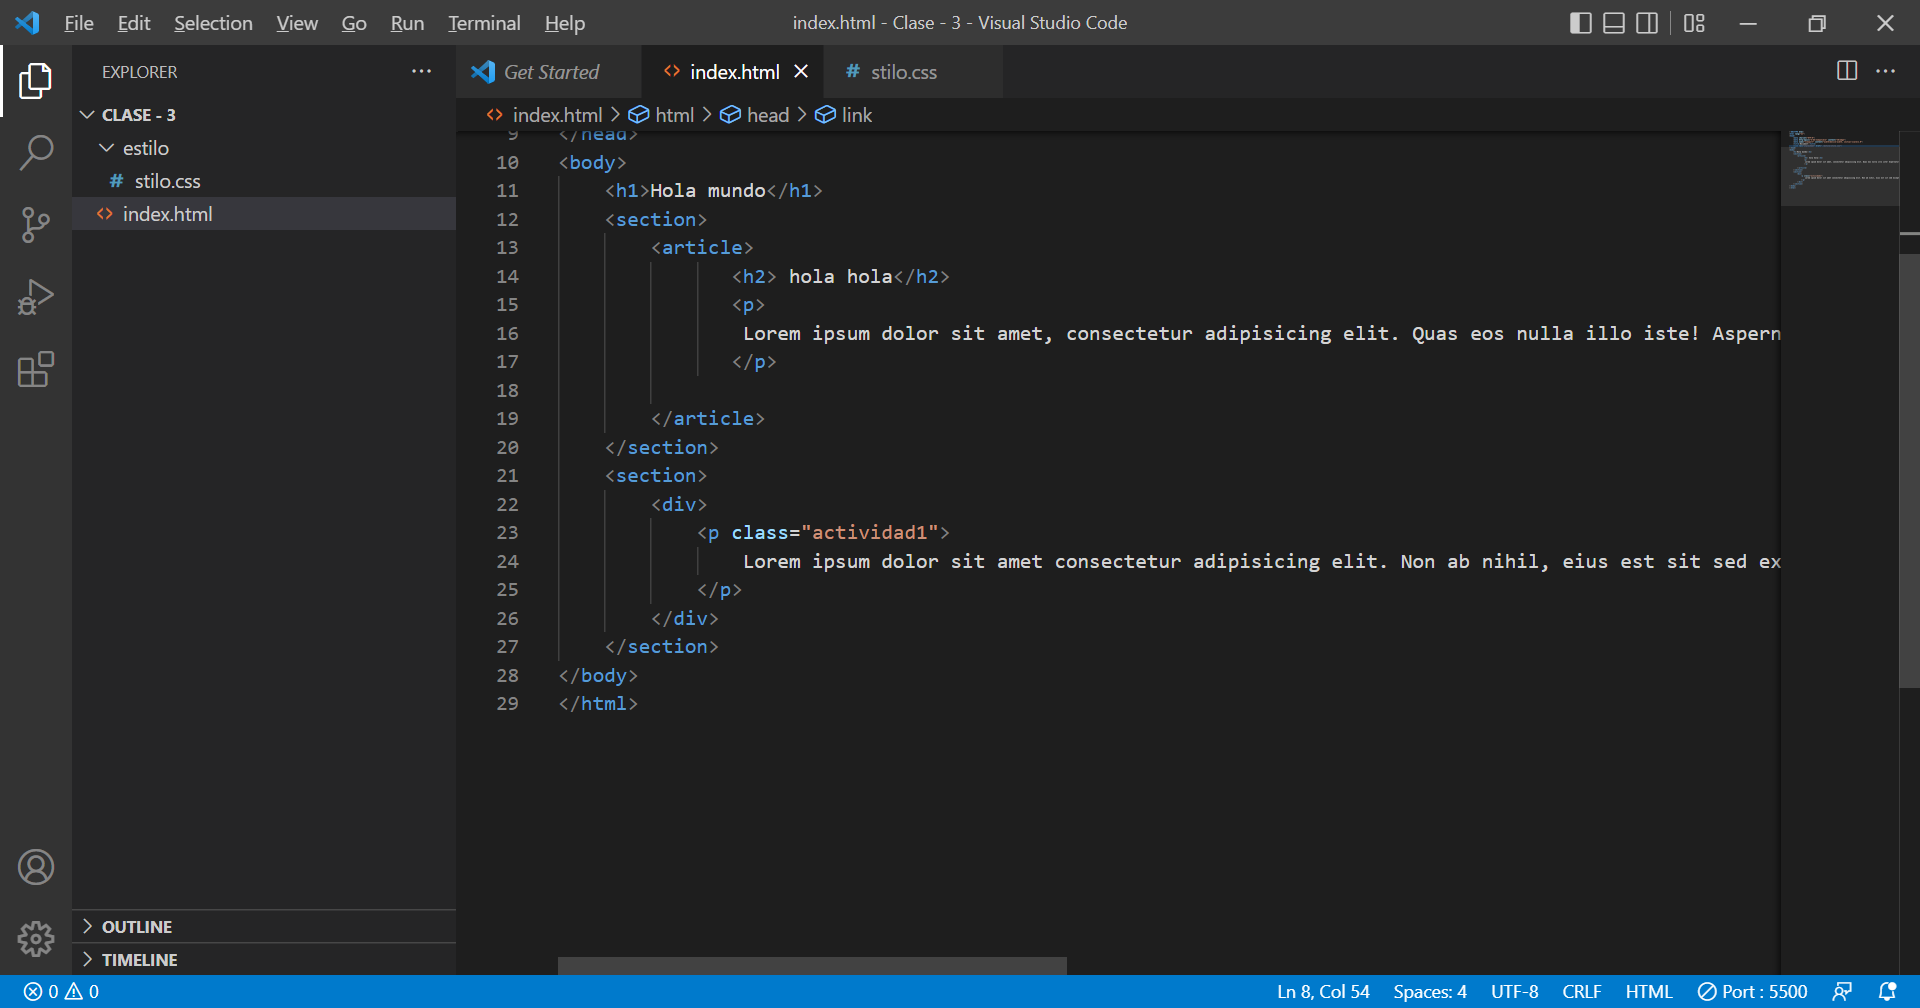 File Edit Selection View Go Run Terminal Help
index.html - Clase - 3 - Visual Studio Code
EXPLORER
CLASE - 3
estilo
# stilo.css
<> index.html
OUTLINE
TIMELINE
Get Started
<> index.html
# stilo.css
<> index.html > html > head > link
9 </head>
10 <body>
11 <h1>Hola mundo</h1>
12 <section>
13 <article>
14 <h2> hola hola</h2>
15 <p>
16 Lorem ipsum dolor sit amet, consectetur adipisicing elit. Quas eos nulla illo iste! Aspern
17 </p>
18
19 </article>
20 </section>
21 <section>
22 <div>
23 <p class="actividad1">
24 Lorem ipsum dolor sit amet consectetur adipisicing elit. Non ab nihil, eius est sit sed ex
25 </p>
26 </div>
27 </section>
28 </body>
29 </html>
0 0
Ln 8, Col 54 Spaces: 4 UTF-8 CRLF HTML Port : 5500